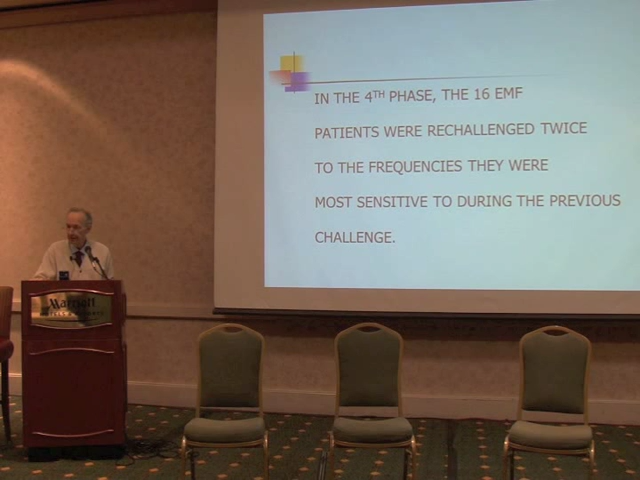 IN THE 4TH PHASE, THE 16 EMF
PATIENTS WERE RECHALLENGED TWICE
TO THE FREQUENCIES THEY WERE
MOST SENSITIVE TO DURING THE PREVIOUS
CHALLENGE.
Marriott